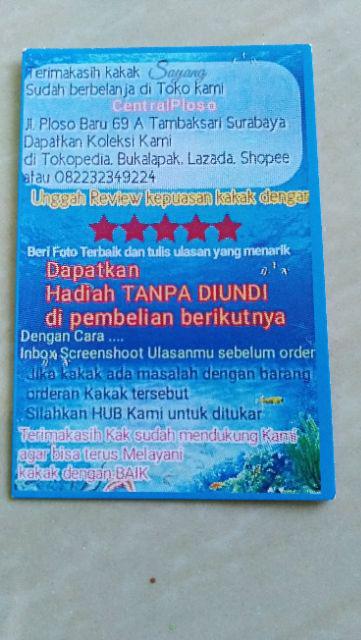 Terimakasih kakak Sayang
Sudah berbelanja di Toko kami
CentralPloso
Jl. Ploso Baru 69 A Tambaksari Surabaya
Dapatkan Koleksi Kami
di Tokopedia, Bukalapak, Lazada, Shopee
atau 082232349224
Unggah Review kepuasan kakak dengan
Beri Foto Terbaik dan tulis ulasan yang menarik
Dapatkan
Hadiah TANPA DIUNDI
di pembelian berikutnya
Dengan Cara ....
Inbox Screenshoot Ulasanmu sebelum order
Jika kakak ada masalah dengan barang
orderan Kakak tersebut
Silahkan HUB Kami untuk ditukar
Terimakasih Kak sudah mendukung Kami
agar bisa terus Melayani
kakak dengan BAIK